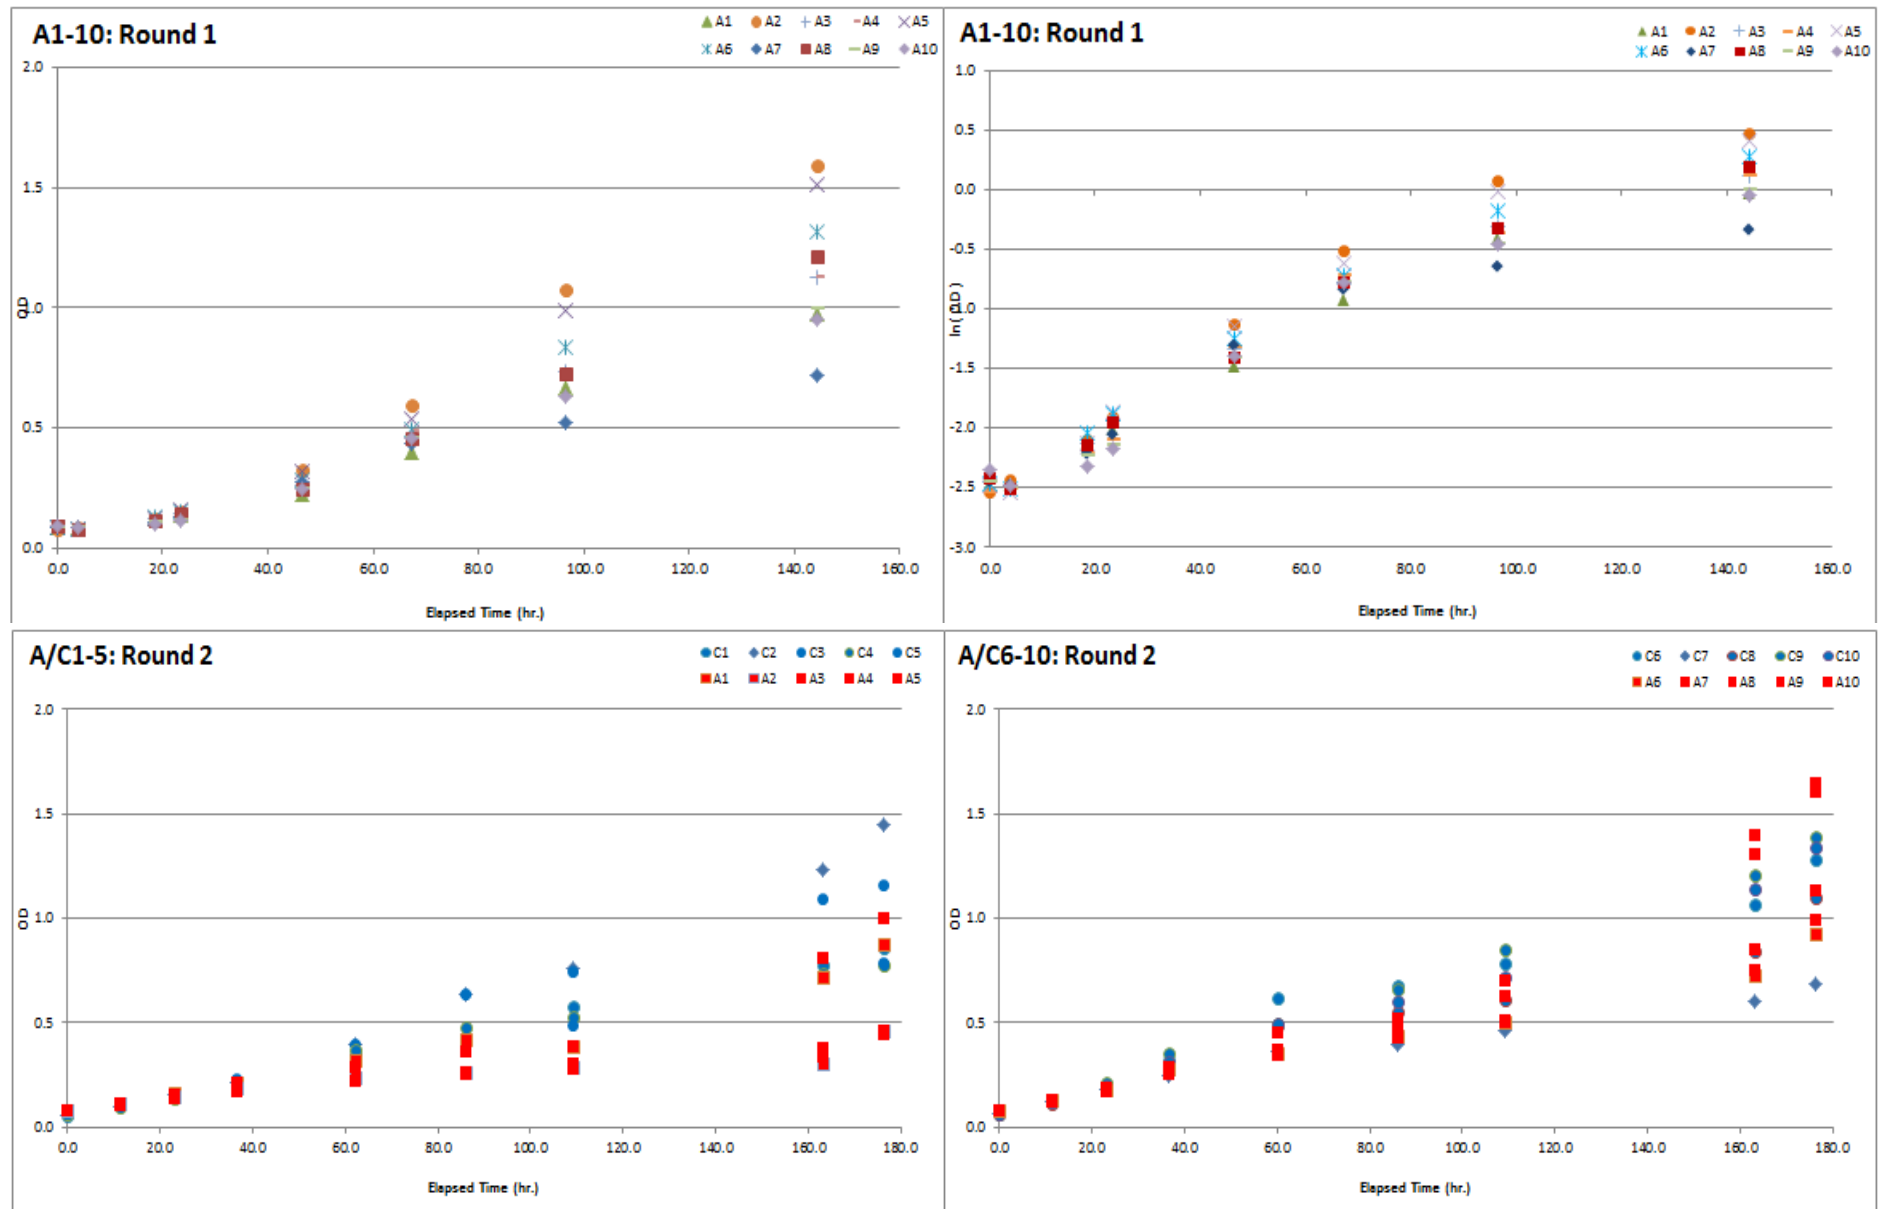 A1-10: Round 1
A1 A2 A3 A4 A5
A6 A7 A8 A9 A10
2.0
1.5
1.0
0.5
0.0
OD
0.0 20.0 40.0 60.0 80.0 100.0 120.0 140.0 160.0
Elapsed Time (hr.)
A1-10: Round 1
A1 A2 A3 A4 A5
A6 A7 A8 A9 A10
1.0
0.5
0.0
-0.5
-1.0
-1.5
-2.0
-2.5
-3.0
ln( OD )
0.0 20.0 40.0 60.0 80.0 100.0 120.0 140.0 160.0
Elapsed Time (hr.)
A/C1-5: Round 2
C1 C2 C3 C4 C5
A1 A2 A3 A4 A5
2.0
1.5
1.0
0.5
0.0
OD
0.0 20.0 40.0 60.0 80.0 100.0 120.0 140.0 160.0 180.0
Elapsed Time (hr.)
A/C6-10: Round 2
C6 C7 C8 C9 C10
A6 A7 A8 A9 A10
2.0
1.5
1.0
0.5
0.0
OD
0.0 20.0 40.0 60.0 80.0 100.0 120.0 140.0 160.0 180.0
Elapsed Time (hr.)